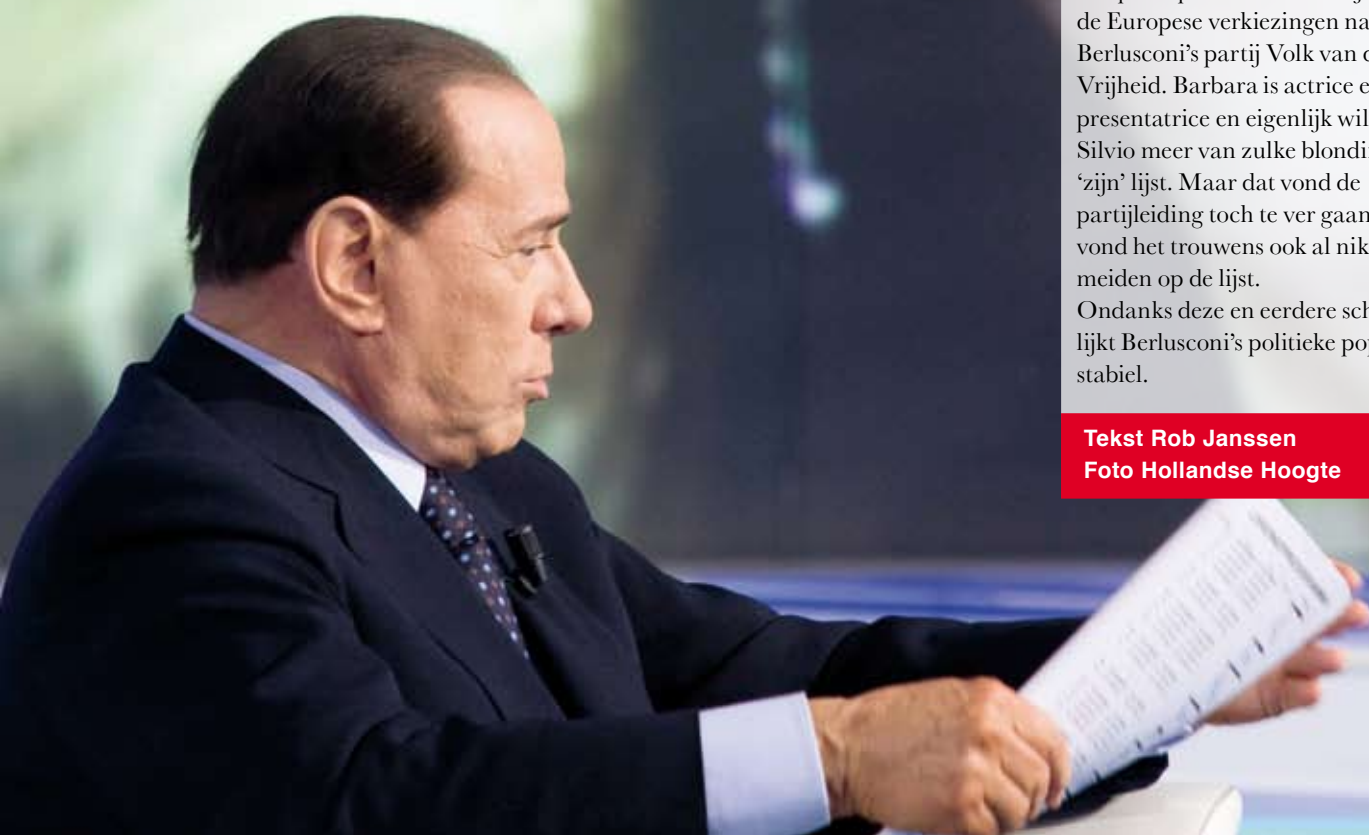 de Europese verkiezingen na
Berlusconi's partij Volk van d
Vrijheid. Barbara is actrice e
presentatrice en eigenlijk wil
Silvio meer van zulke blondi
'zijn' lijst. Maar dat vond de
partijleiding toch te ver gaan
vond het trouwens ook al nik
meiden op de lijst.
Ondanks deze en eerdere sch
lijkt Berlusconi's politieke po
stabiel.
Tekst Rob Janssen
Foto Hollandse Hoogte